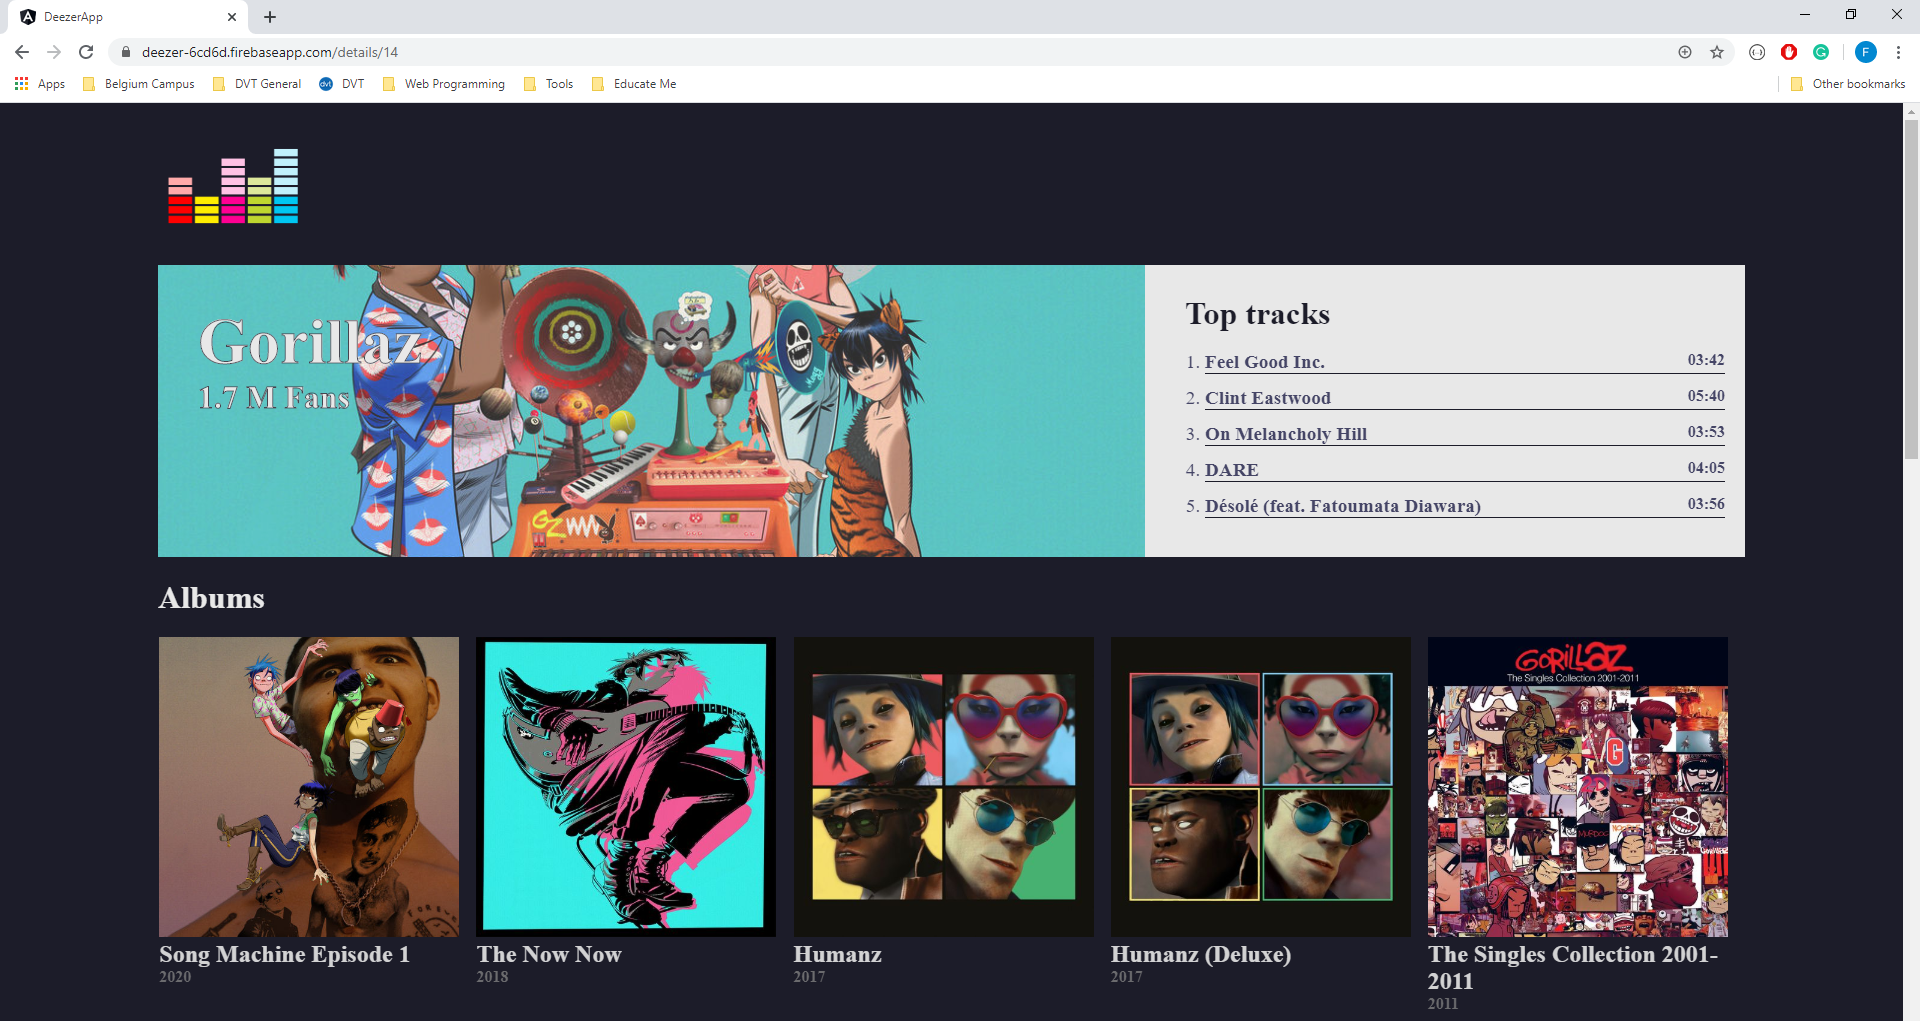 DeezerApp
deezer-6cd6d.firebaseapp.com/details/14
F
Apps
Belgium Campus
DVT General
dvt
DVT
Web Programming
Tools
Educate Me
Other bookmarks
Gorillaz
1.7 M Fans
Top tracks
1. Feel Good Inc. 03:42
2. Clint Eastwood 05:40
3. On Melancholy Hill 03:53
4. DARE 04:05
5. Désolé (feat. Fatoumata Diawara) 03:56
Albums
GORILLAZ
The Singles Collection 2001-2011
G
Song Machine Episode 1
2020
The Now Now
2018
Humanz
2017
Humanz (Deluxe)
2017
The Singles Collection 2001-
2011
2011